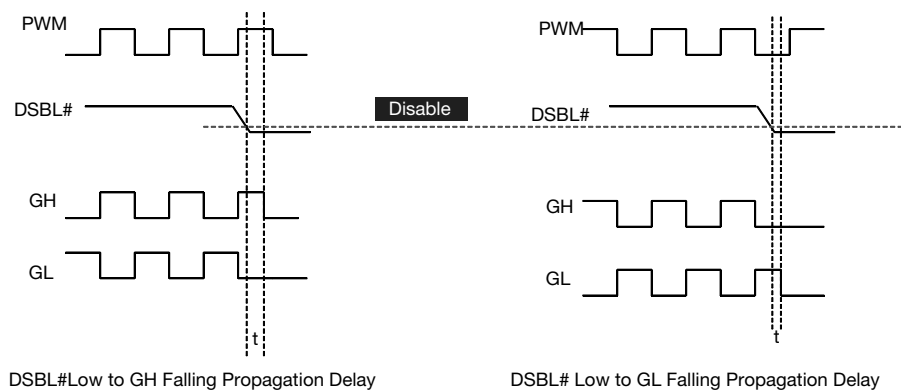 PWM
DSBL#
GH
GL
t
DSBL#Low to GH Falling Propagation Delay
Disable
PWM
DSBL#
GH
GL
t
DSBL# Low to GL Falling Propagation Delay